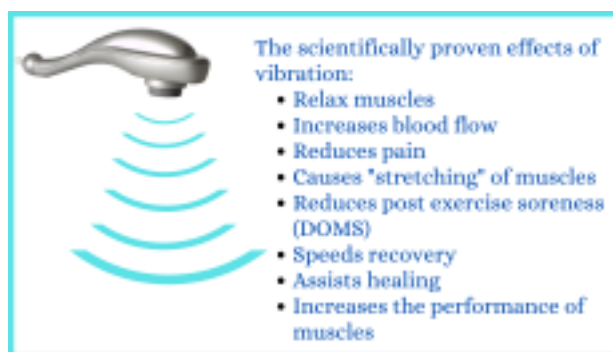 The scientifically proven effects of
vibration:
• Relax muscles
• Increases blood flow
• Reduces pain
• Causes "stretching" of muscles
• Reduces post exercise soreness
(DOMS)
• Speeds recovery
• Assists healing
• Increases the performance of
muscles